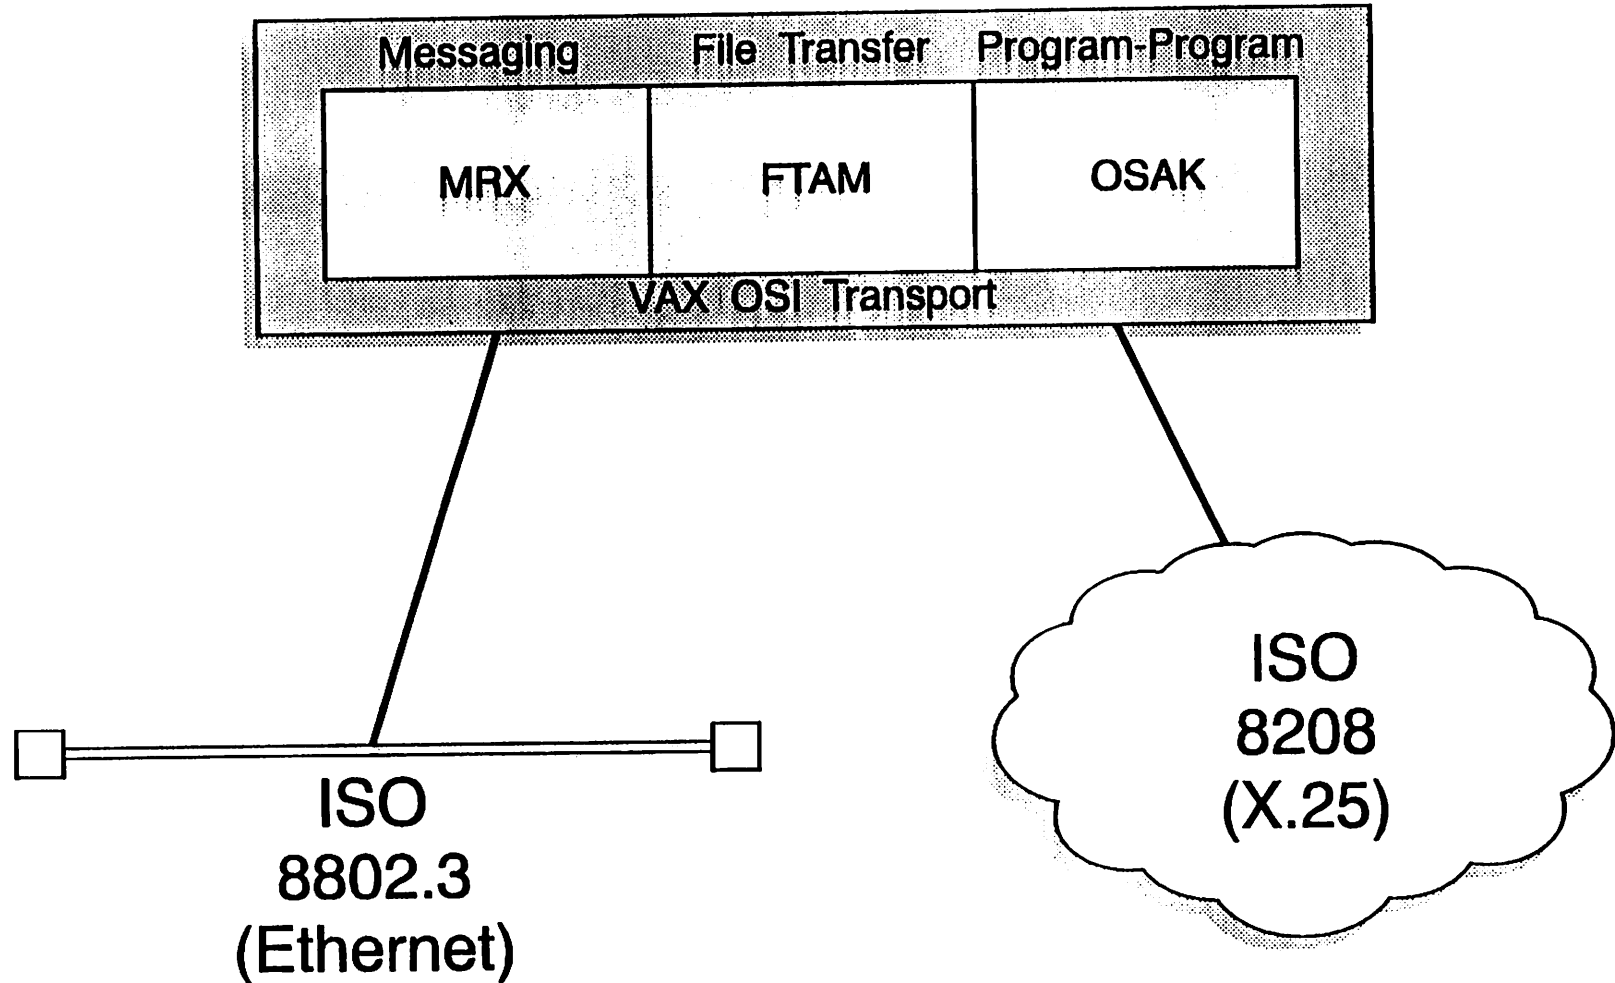 Messaging File Transfer Program-Program
MRX FTAM OSAK
VAX OSI Transport
ISO
8208
(X.25)
ISO
8802.3
(Ethernet)